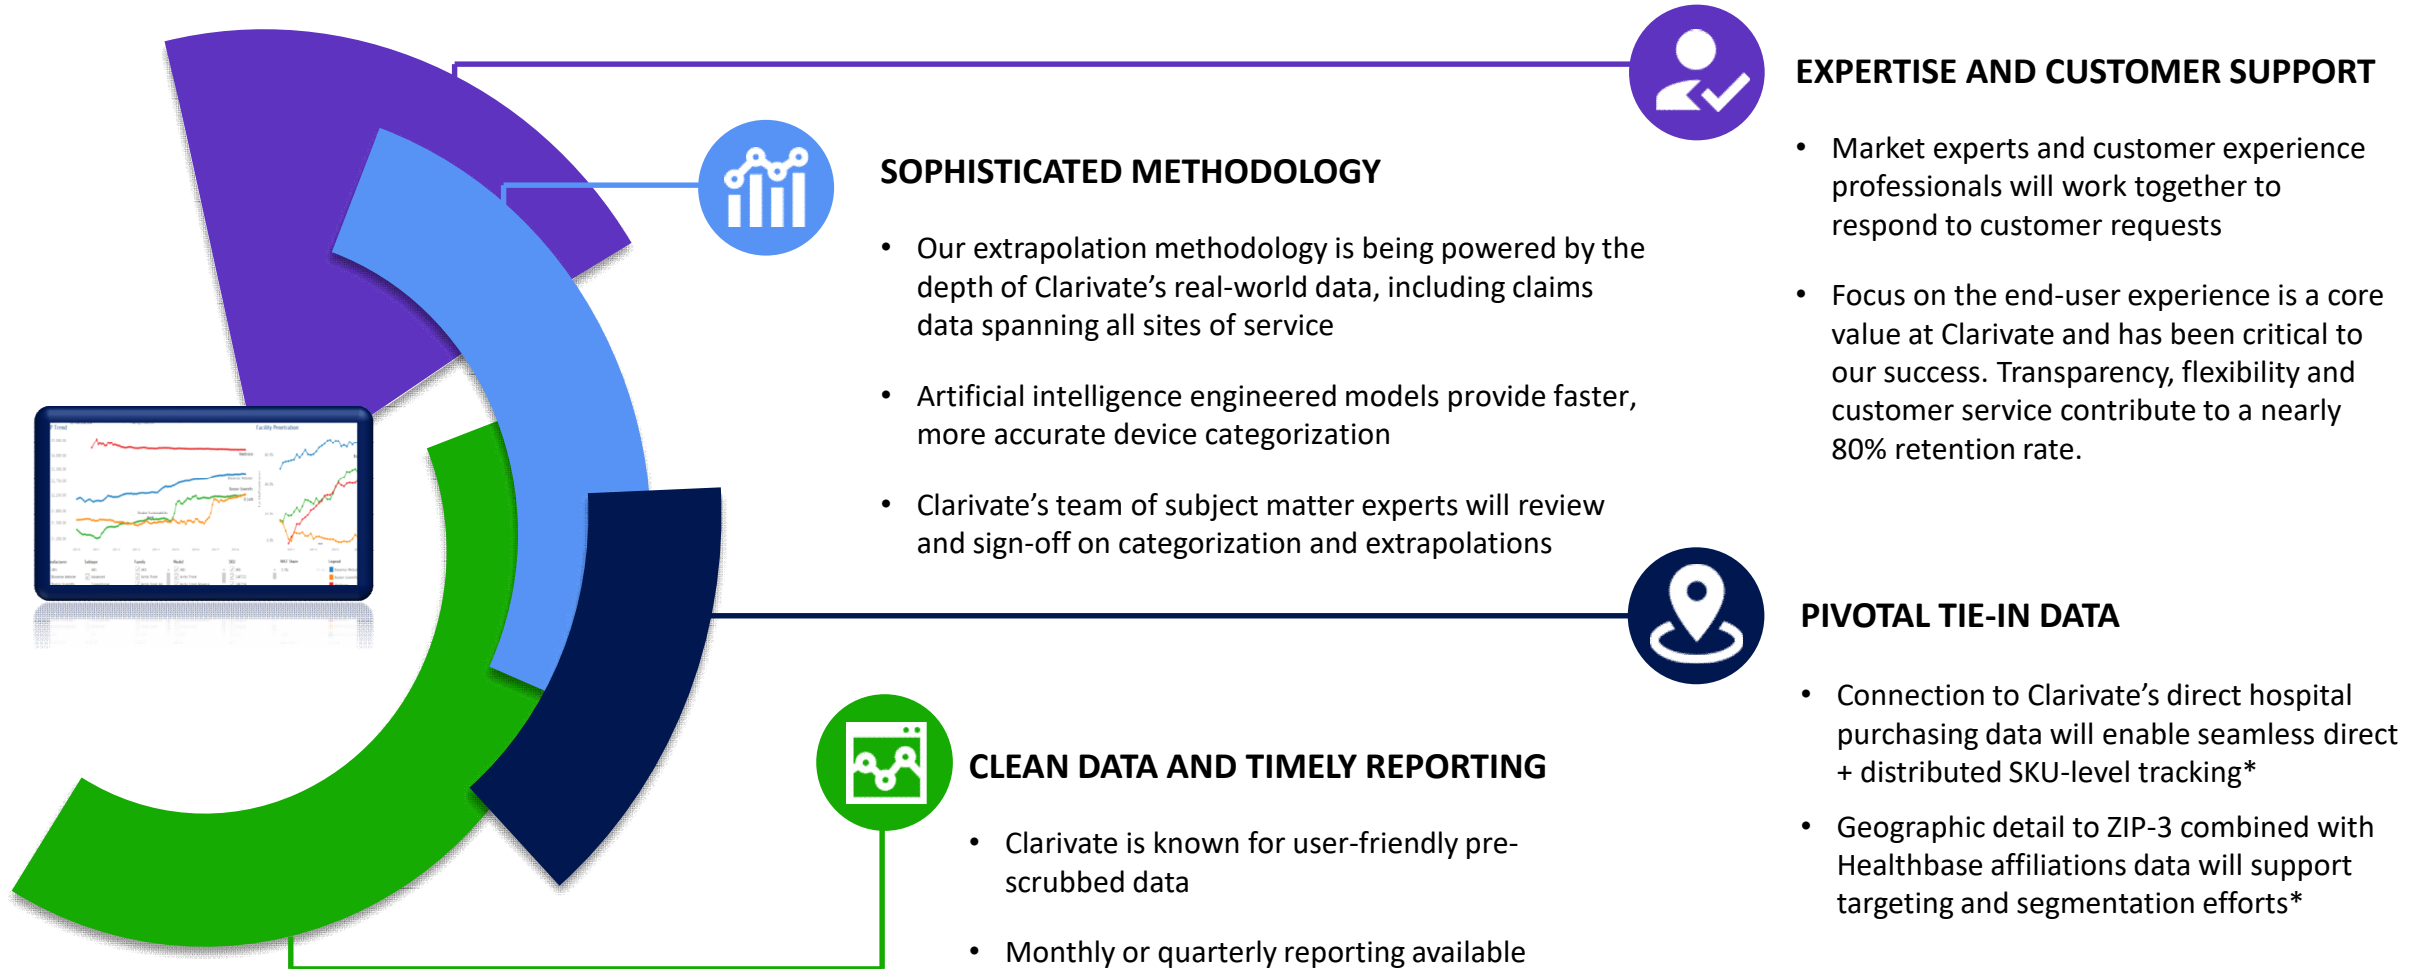 EXPERTISE AND CUSTOMER SUPPORT
• Market experts and customer experience
professionals will work together to
respond to customer requests
• Focus on the end-user experience is a core
value at Clarivate and has been critical to
our success. Transparency, flexibility and
customer service contribute to a nearly
80% retention rate.
SOPHISTICATED METHODOLOGY
• Our extrapolation methodology is being powered by the
depth of Clarivate’s real-world data, including claims
data spanning all sites of service
• Artificial intelligence engineered models provide faster,
more accurate device categorization
• Clarivate’s team of subject matter experts will review
and sign-off on categorization and extrapolations
PIVOTAL TIE-IN DATA
• Connection to Clarivate’s direct hospital
purchasing data will enable seamless direct
+ distributed SKU-level tracking*
• Geographic detail to ZIP-3 combined with
Healthbase affiliations data will support
targeting and segmentation efforts*
CLEAN DATA AND TIMELY REPORTING
• Clarivate is known for user-friendly pre-
scrubbed data
• Monthly or quarterly reporting available
Trend
Facility Penetration
Family
Model
Legend